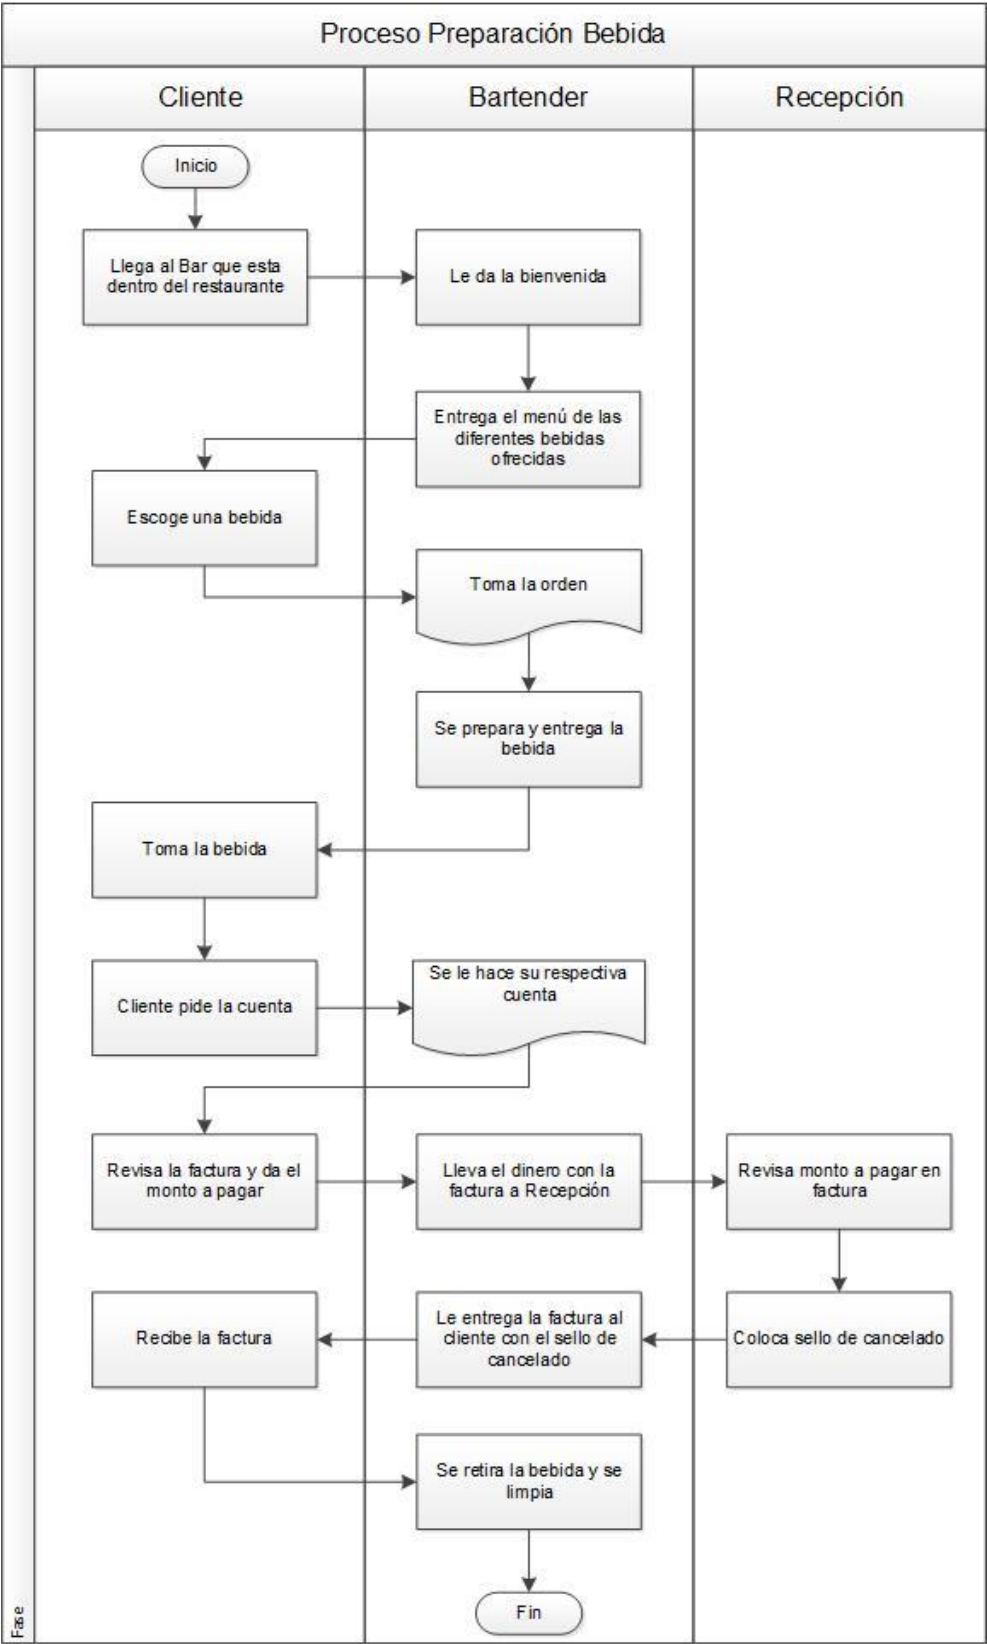 Proceso Preparación Bebida
Cliente
Bartender
Recepción
Inicio
Llega al Bar que esta
dentro del restaurante
Le da la bienvenida
Entrega el menú de las
diferentes bebidas
ofrecidas
Escoge una bebida
Toma la orden
Se prepara y entrega la
bebida
Toma la bebida
Cliente pide la cuenta
Se le hace su respectiva
cuenta
Revisa la factura y da el
monto a pagar
Lleva el dinero con la
factura a Recepción
Revisa monto a pagar en
factura
Coloca sello de cancelado
Le entrega la factura al
cliente con el sello de
cancelado
Recibe la factura
Se retira la bebida y se
limpia
Fin
Fase